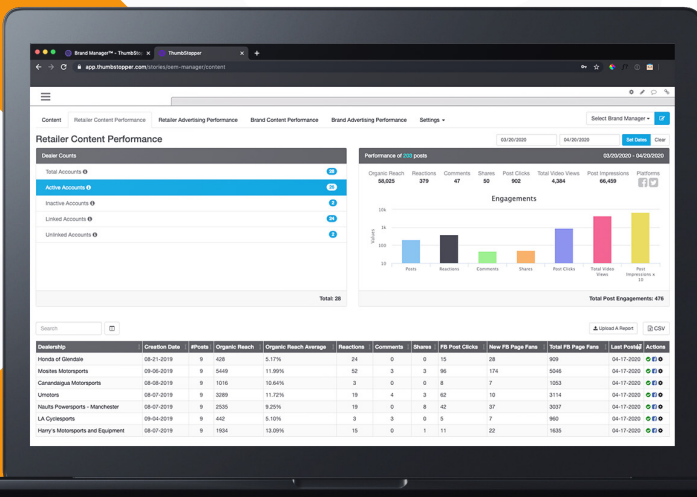 Brand Manager™ - ThumbSto
ThumbStopper
app.thumbstopper.com/stories/oem-manager/content
Content Retailer Content Performance Retailer Advertising Performance Brand Content Performance Brand Advertising Performance Settings
Select Brand Manager
Retailer Content Performance
03/20/2020 04/20/2020 Set Dates Clear
Dealer Counts
Total Accounts 28
Active Accounts
Inactive Accounts 2
Linked Accounts
Unlinked Accounts 2
Total: 28
Performance of 203 posts 03/20/2020 - 04/20/2020
Organic Reach Reactions Comments Shares Post Clicks Total Video Views Post Impressions Platforms
58,025 379 47 50 902 4,384 66,459
Engagements
Values
10k
1k
100
10
Posts Reactions Comments Shares Post Clicks Total Video Views Post Impressions x 10
Total Post Engagements: 476
Search
Upload A Report CSV
Dealership Creation Date #Posts Organic Reach Organic Reach Average Reactions Comments Shares FB Post Clicks New FB Page Fans Total FB Page Fans Last Posted Actions
Honda of Glendale 08-21-2019 9 428 5.17% 24 0 0 15 28 909 04-17-2020
Mosites Motorsports 09-06-2019 9 5449 11.99% 52 3 3 96 174 5046 04-17-2020
Canandaigua Motorsports 08-08-2019 9 1016 10.64% 3 0 0 8 7 1053 04-17-2020
Umotors 08-07-2019 9 3289 11.72% 19 4 3 62 10 3114 04-17-2020
Naults Powersports - Manchester 08-07-2019 9 2535 9.25% 19 0 8 42 37 3037 04-17-2020
LA Cyclesports 09-04-2019 9 442 5.10% 3 3 0 5 7 960 04-17-2020
Harry's Motorsports and Equipment 08-07-2019 9 1934 13.09% 15 0 1 11 22 1635 04-17-2020